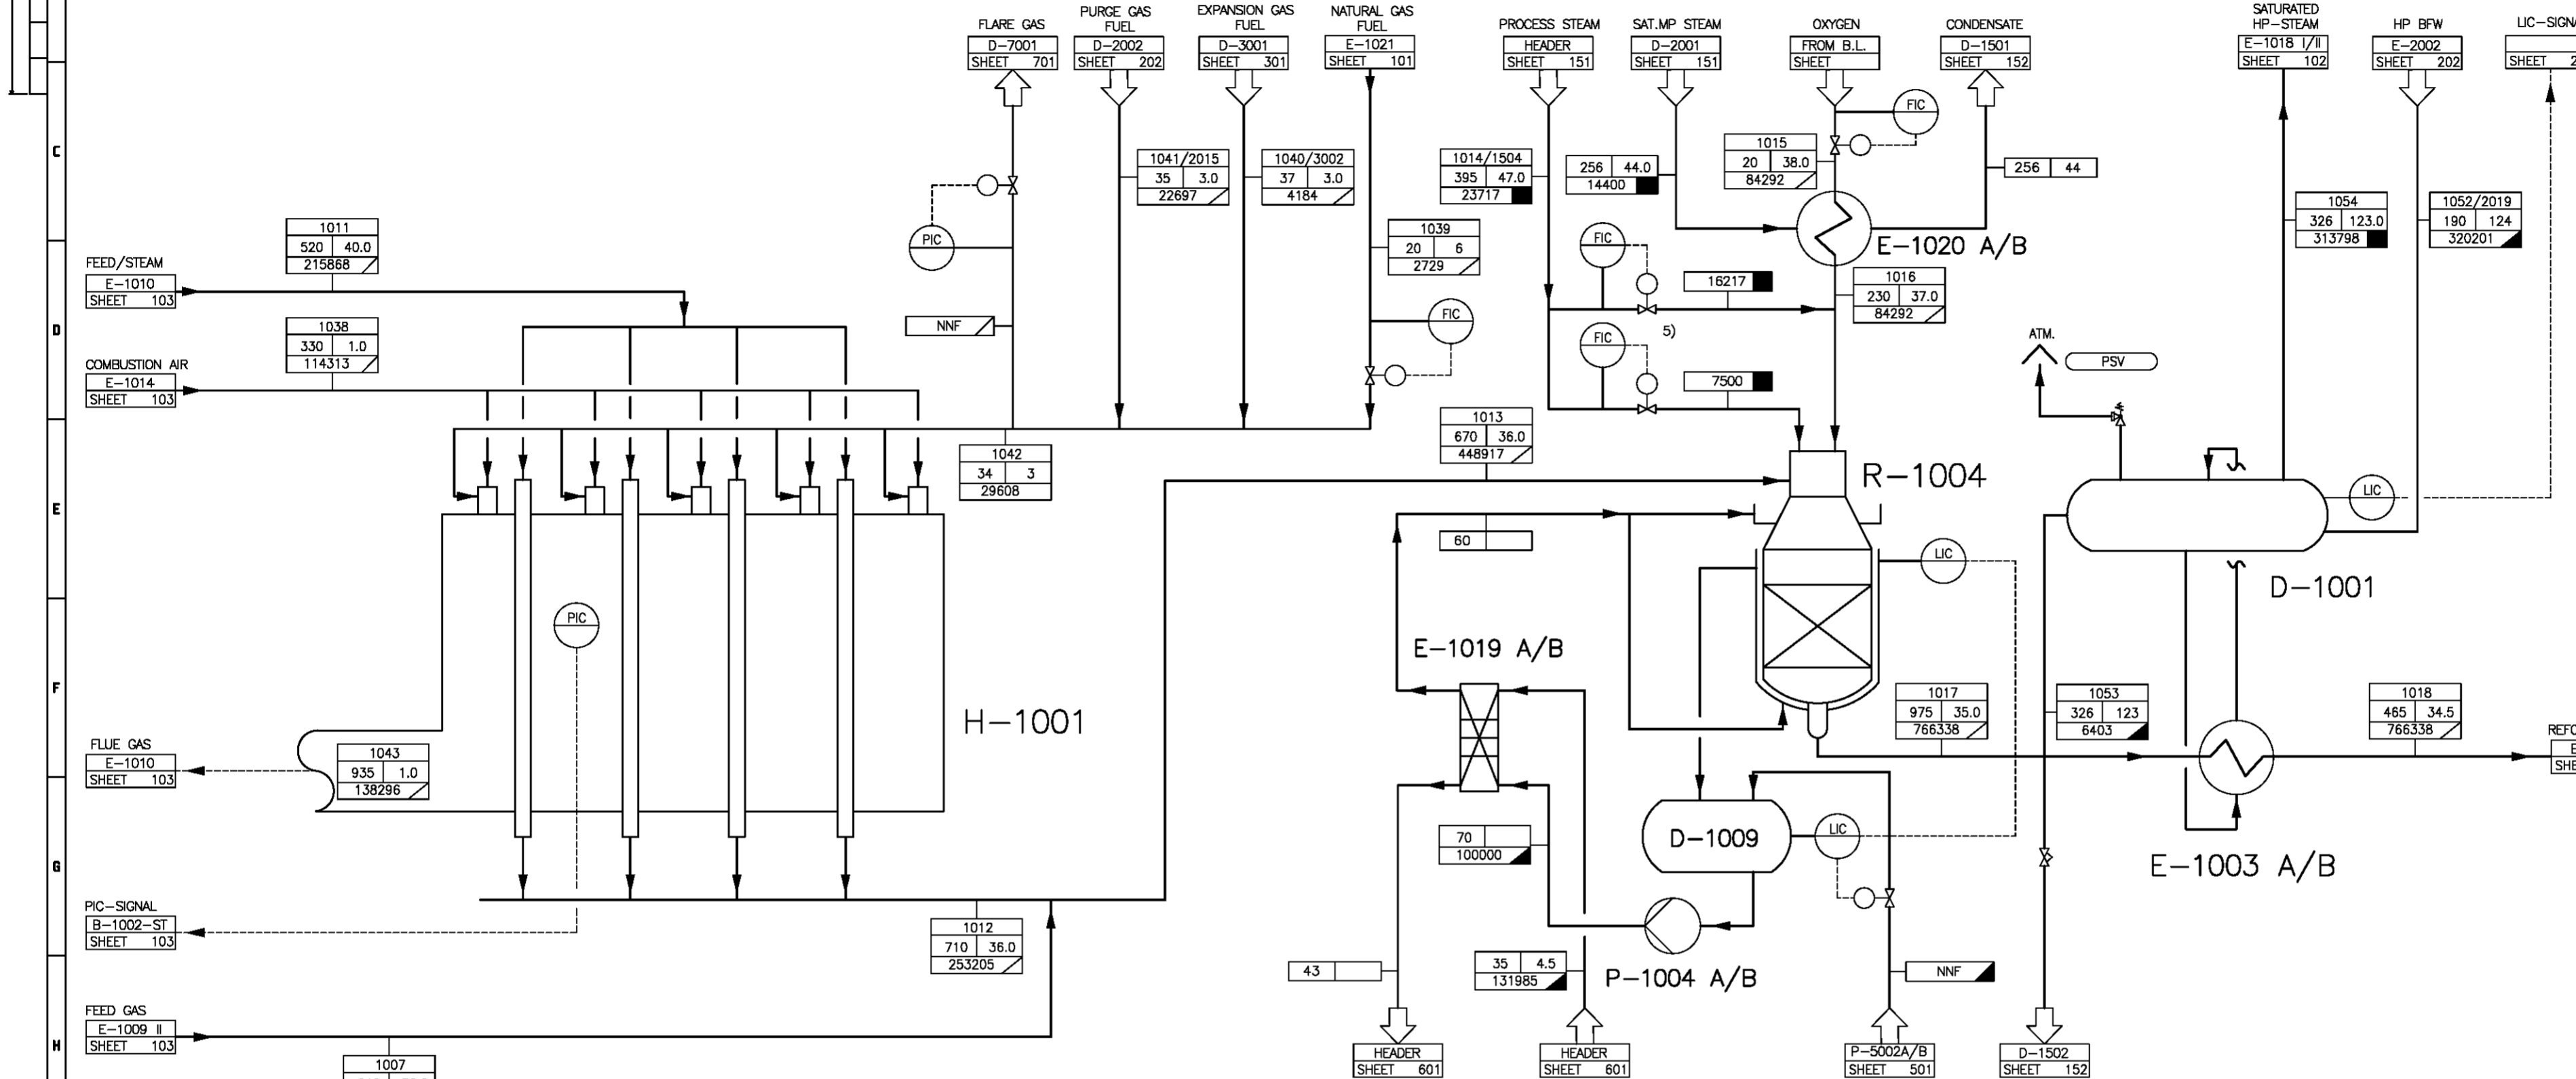 FLARE GAS
D-7001
SHEET 701
PURGE GAS
FUEL
D-2002
SHEET 202
EXPANSION GAS
FUEL
D-3001
SHEET 301
NATURAL GAS
FUEL
E-1021
SHEET 101
PROCESS STEAM
HEADER
SHEET 151
SAT.MP STEAM
D-2001
SHEET 151
OXYGEN
FROM B.L.
SHEET
CONDENSATE
D-1501
SHEET 152
SATURATED
HP-STEAM
E-1018 I/II
SHEET 102
HP BFW
E-2002
SHEET 202
LIC-SIGNA
SHEET 2
C
FIC
1041/2015
35 3.0
22697
1040/3002
37 3.0
4184
1014/1504
395 47.0
23717
256 44.0
14400
1015
20 38.0
84292
256 44
1054
326 123.0
313798
1052/2019
190 124
320201
1011
520 40.0
215868
PIC
1039
20 6
2729
FIC
E-1020 A/B
FEED/STEAM
E-1010
SHEET 103
16217
1016
230 37.0
84292
D
1038
330 1.0
114313
NNF
FIC
5)
FIC
ATM.
PSV
COMBUSTION AIR
E-1014
SHEET 103
7500
1013
670 36.0
448917
1042
34 3
29608
R-1004
LIC
E
60
LIC
D-1001
PIC
E-1019 A/B
F
H-1001
1017
975 35.0
766338
1053
326 123
6403
1018
465 34.5
766338
FLUE GAS
E-1010
SHEET 103
1043
935 1.0
138296
REFO
E
SHE
70
100000
D-1009
LIC
E-1003 A/B
G
PIC-SIGNAL
B-1002-ST
SHEET 103
1012
710 36.0
253205
43
35 4.5
131985
P-1004 A/B
NNF
FEED GAS
E-1009 II
SHEET 103
H
1007
HEADER
SHEET 601
HEADER
SHEET 601
P-5002A/B
SHEET 501
D-1502
SHEET 152